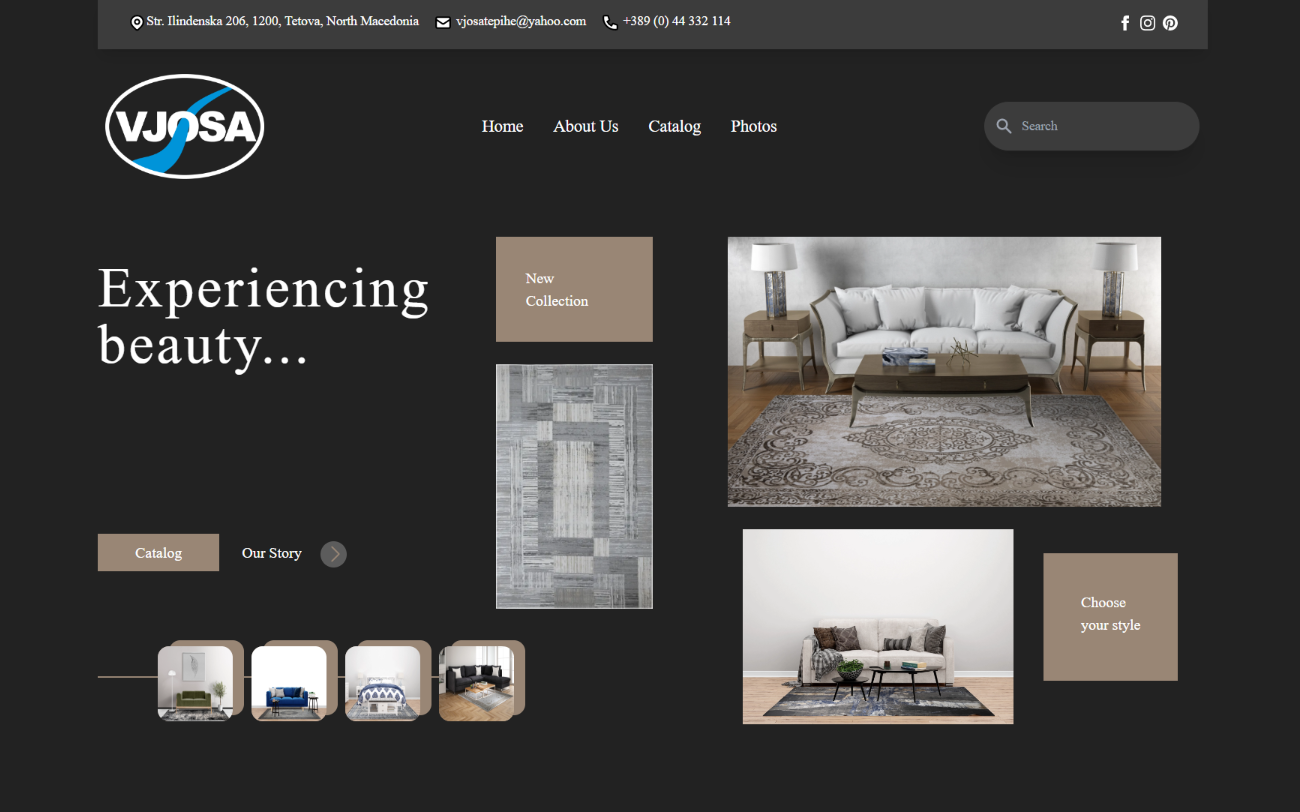 Str. Ilindenska 206, 1200, Tetova, North Macedonia
vjosatepihe@yahoo.com
+389 (0) 44 332 114
VJOSA
Home
About Us
Catalog
Photos
Search
Experiencing
beauty...
New
Collection
Catalog
Our Story
Choose
your style